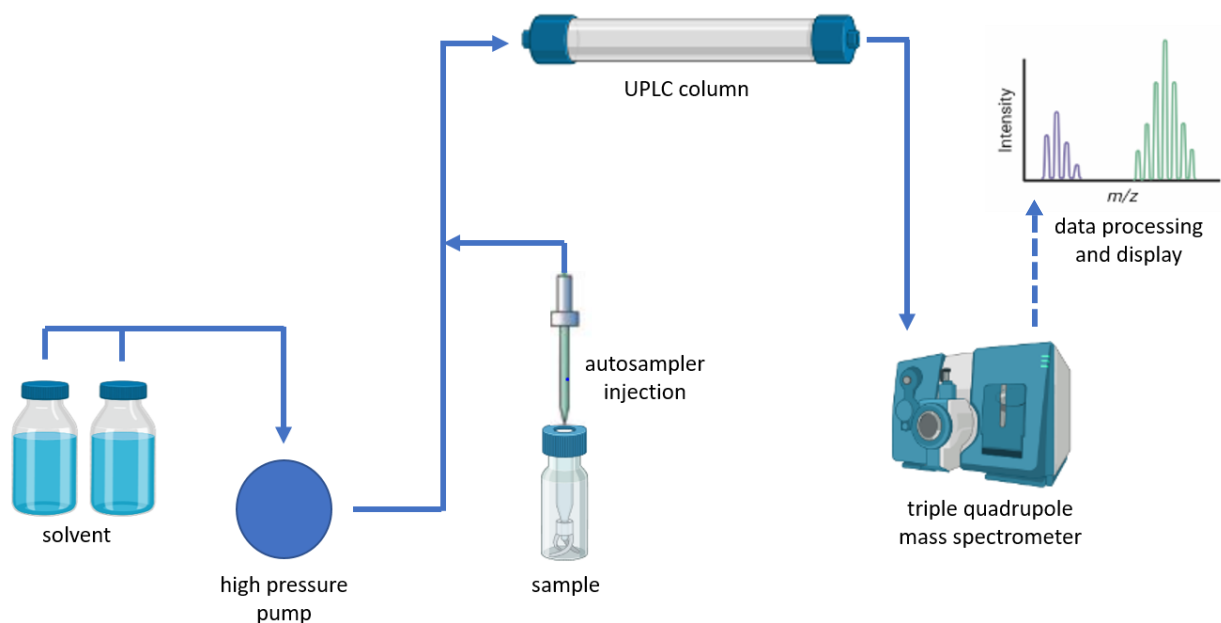 UPLC column
Intensity
m/z
data processing
and display
autosampler
injection
solvent
high pressure
pump
sample
triple quadrupole
mass spectrometer